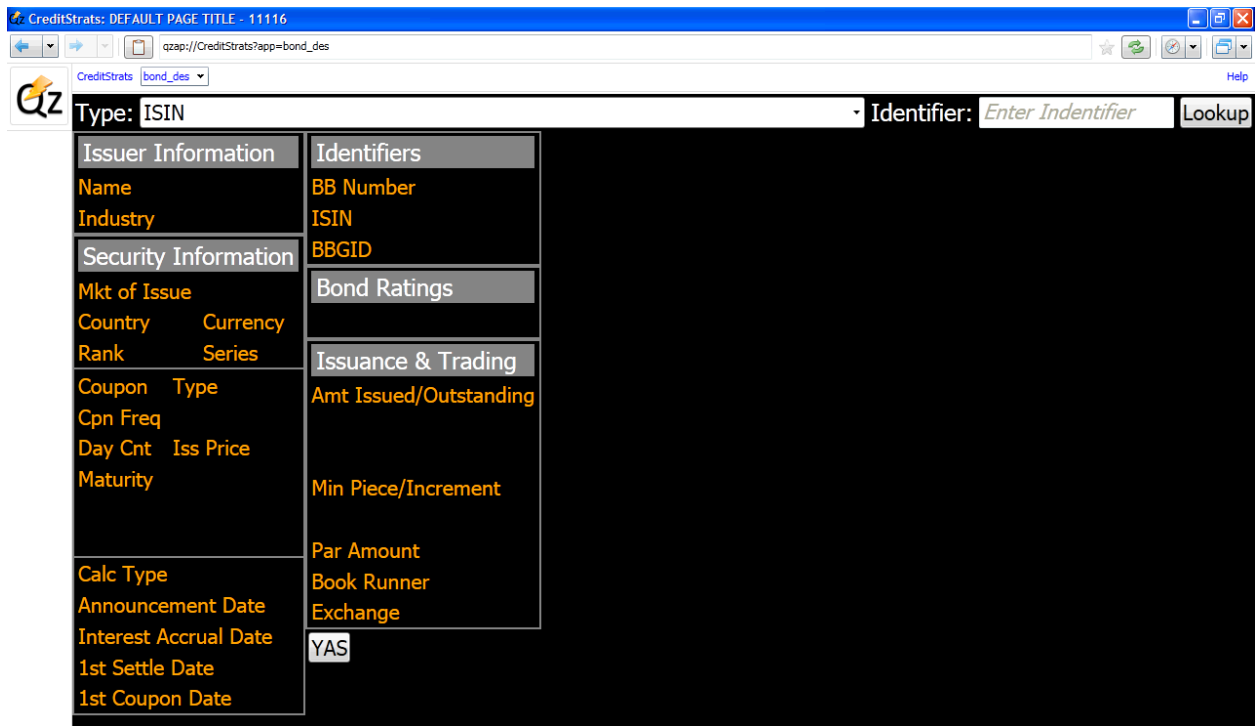 CreditStrats: DEFAULT PAGE TITLE - 11116
qzap://CreditStrats?app=bond_des
CreditStrats bond_des Help
Qz
Type: ISIN Identifier: Enter Indentifier Lookup
Issuer Information
Name
Industry
Security Information
Mkt of Issue
Country Currency
Rank Series
Coupon Type
Cpn Freq
Day Cnt Iss Price
Maturity
Calc Type
Announcement Date
Interest Accrual Date
1st Settle Date
1st Coupon Date
Identifiers
BB Number
ISIN
BBGID
Bond Ratings
Issuance & Trading
Amt Issued/Outstanding
Min Piece/Increment
Par Amount
Book Runner
Exchange
YAS